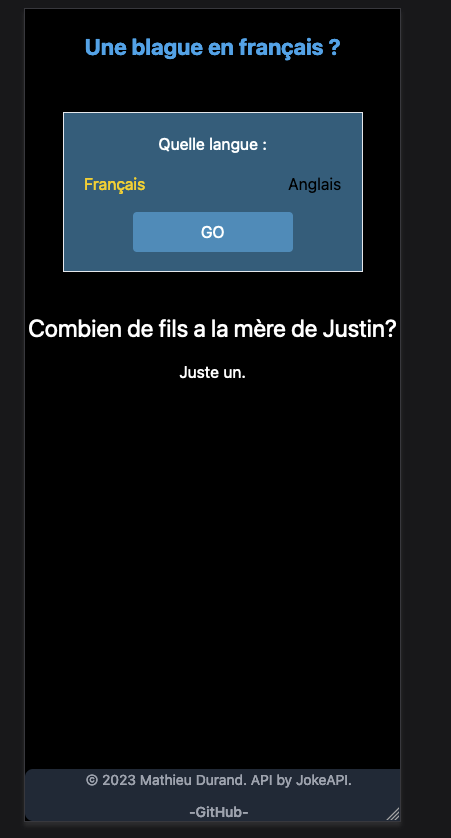 Une blague en français ?
Quelle langue :
Français Anglais
GO
Combien de fils a la mère de Justin?
Juste un.
© 2023 Mathieu Durand. API by JokeAPI.
-GitHub-